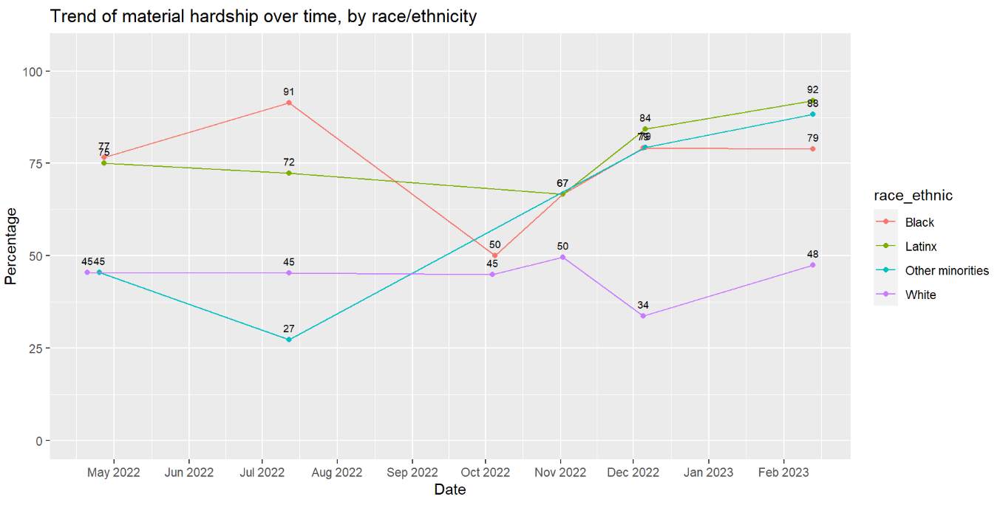 Trend of material hardship over time, by race/ethnicity
Percentage
100
75
50
25
0
91
77
75
72
45 45
45
27
50
45
67
50
84
79
79
34
92
88
79
48
May 2022 Jun 2022 Jul 2022 Aug 2022 Sep 2022 Oct 2022 Nov 2022 Dec 2022 Jan 2023 Feb 2023
Date
race_ethnic
Black
Latinx
Other minorities
White